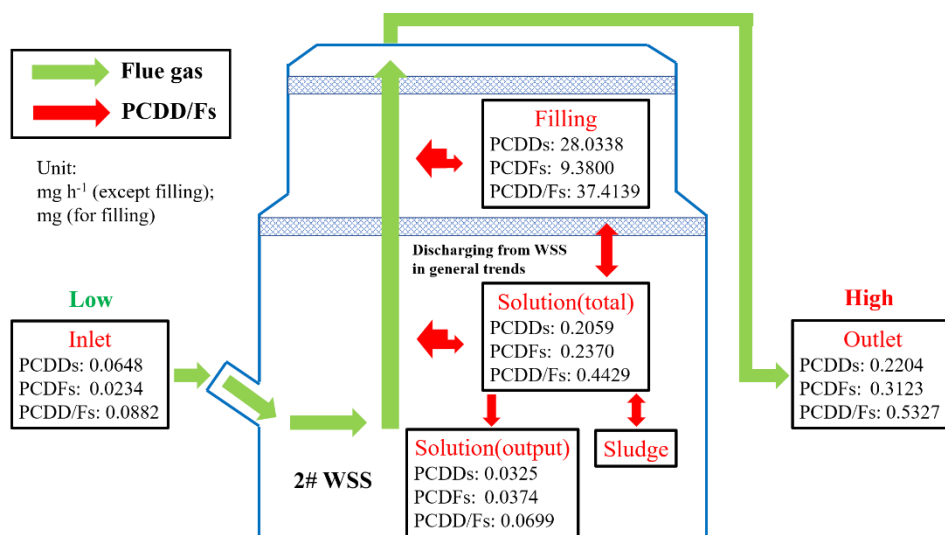 Flue gas
PCDD/Fs
Unit:
mg h⁻¹ (except filling);
mg (for filling)
Filling
PCDDs: 28.0338
PCDFs: 9.3800
PCDD/Fs: 37.4139
Discharging from WSS
in general trends
Low
Inlet
PCDDs: 0.0648
PCDFs: 0.0234
PCDD/Fs: 0.0882
Solution(total)
PCDDs: 0.2059
PCDFs: 0.2370
PCDD/Fs: 0.4429
High
Outlet
PCDDs: 0.2204
PCDFs: 0.3123
PCDD/Fs: 0.5327
2# WSS
Solution(output)
PCDDs: 0.0325
PCDFs: 0.0374
PCDD/Fs: 0.0699
Sludge